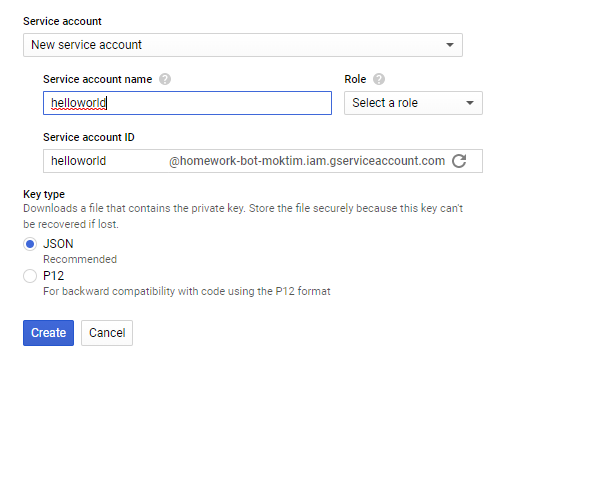 Service account
New service account
Service account name Role
helloworld Select a role
Service account ID
helloworld @homework-bot-moktim.iam.gserviceaccount.com
Key type
Downloads a file that contains the private key. Store the file securely because this key can't
be recovered if lost.
JSON
Recommended
P12
For backward compatibility with code using the P12 format
Create Cancel